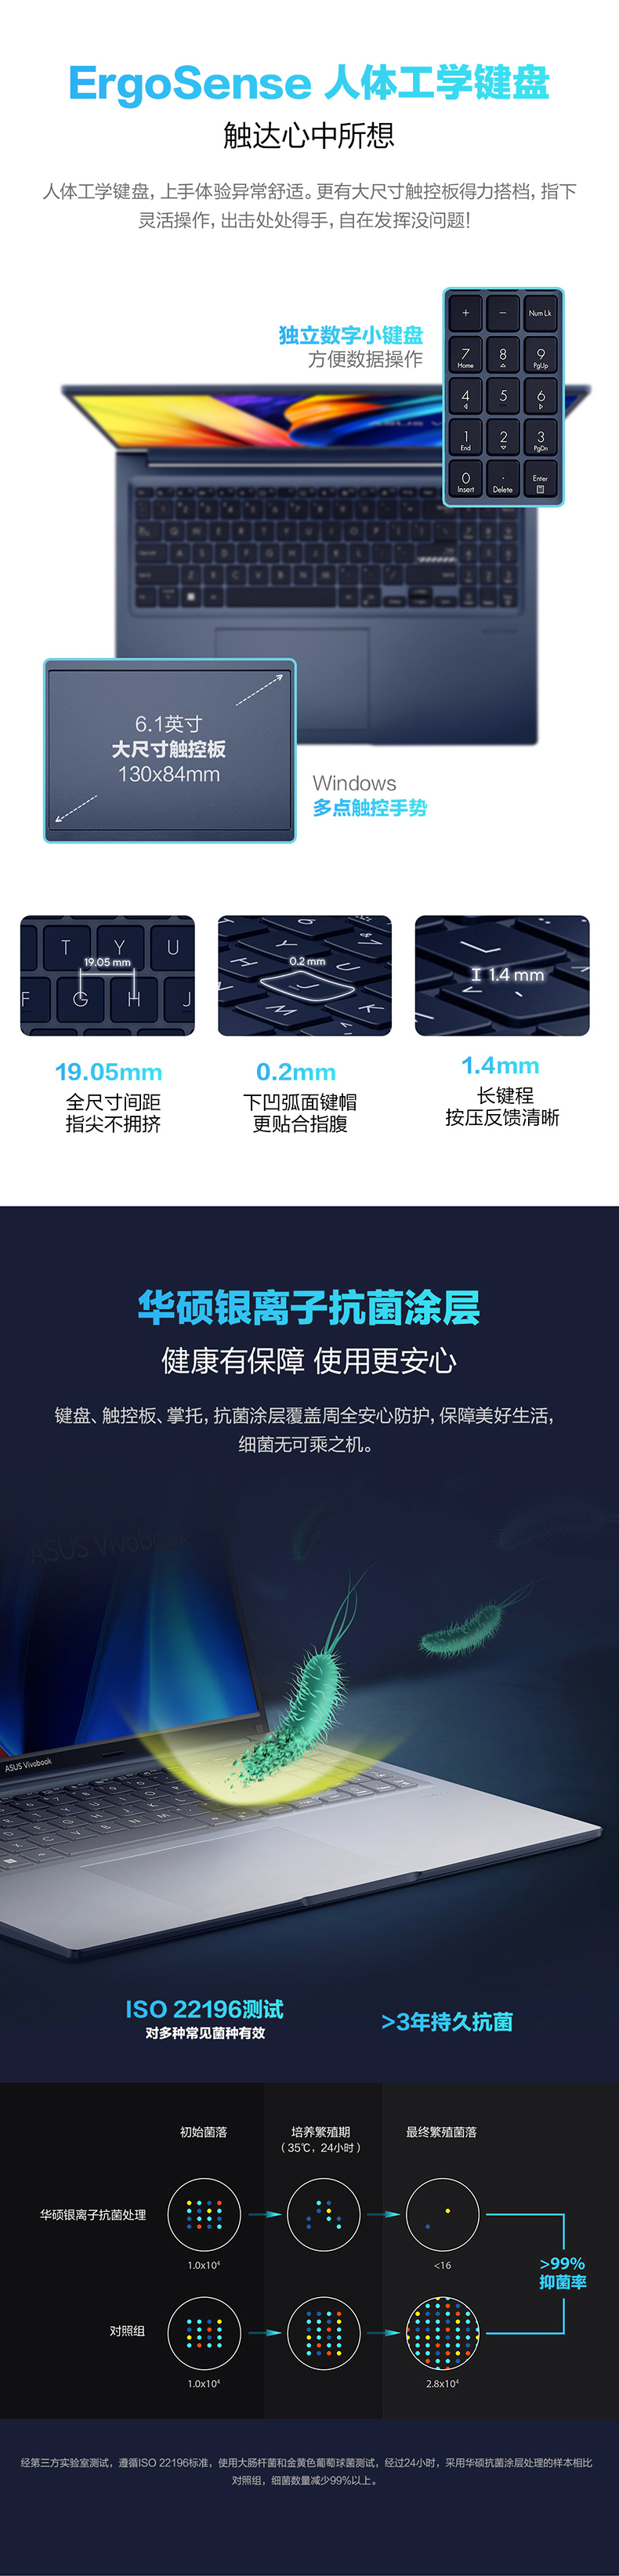 ErgoSense 人体工学键盘
触达心中所想
人体工学键盘，上手体验异常舒适。更有大尺寸触控板得力搭档，指下
灵活操作，出击处处得手，自在发挥没问题！
独立数字小键盘
方便数据操作
+ − Num Lk
7 8 9
Home PgUp
4 5 6
1 2 3
End PgDn
0 . Enter
Insert Delete
6.1英寸
大尺寸触控板
130x84mm
Windows
多点触控手势
T Y U
19.05 mm
F G H J
0.2 mm
1.4 mm
19.05mm
全尺寸间距
指尖不拥挤
0.2mm
下凹弧面键帽
更贴合指腹
1.4mm
长键程
按压反馈清晰
华硕银离子抗菌涂层
健康有保障 使用更安心
键盘、触控板、掌托，抗菌涂层覆盖周全安心防护，保障美好生活，
细菌无可乘之机。
ASUS Vivobook
ASUS Vivobook
ISO 22196测试
对多种常见菌种有效
>3年持久抗菌
初始菌落
培养繁殖期
（35℃，24小时）
最终繁殖菌落
华硕银离子抗菌处理
1.0x10⁴
<16
>99%
抑菌率
对照组
1.0x10⁴
2.8x10⁴
经第三方实验室测试，遵循ISO 22196标准，使用大肠杆菌和金黄色葡萄球菌测试，经过24小时，采用华硕抗菌涂层处理的样本相比
对照组，细菌数量减少99%以上。